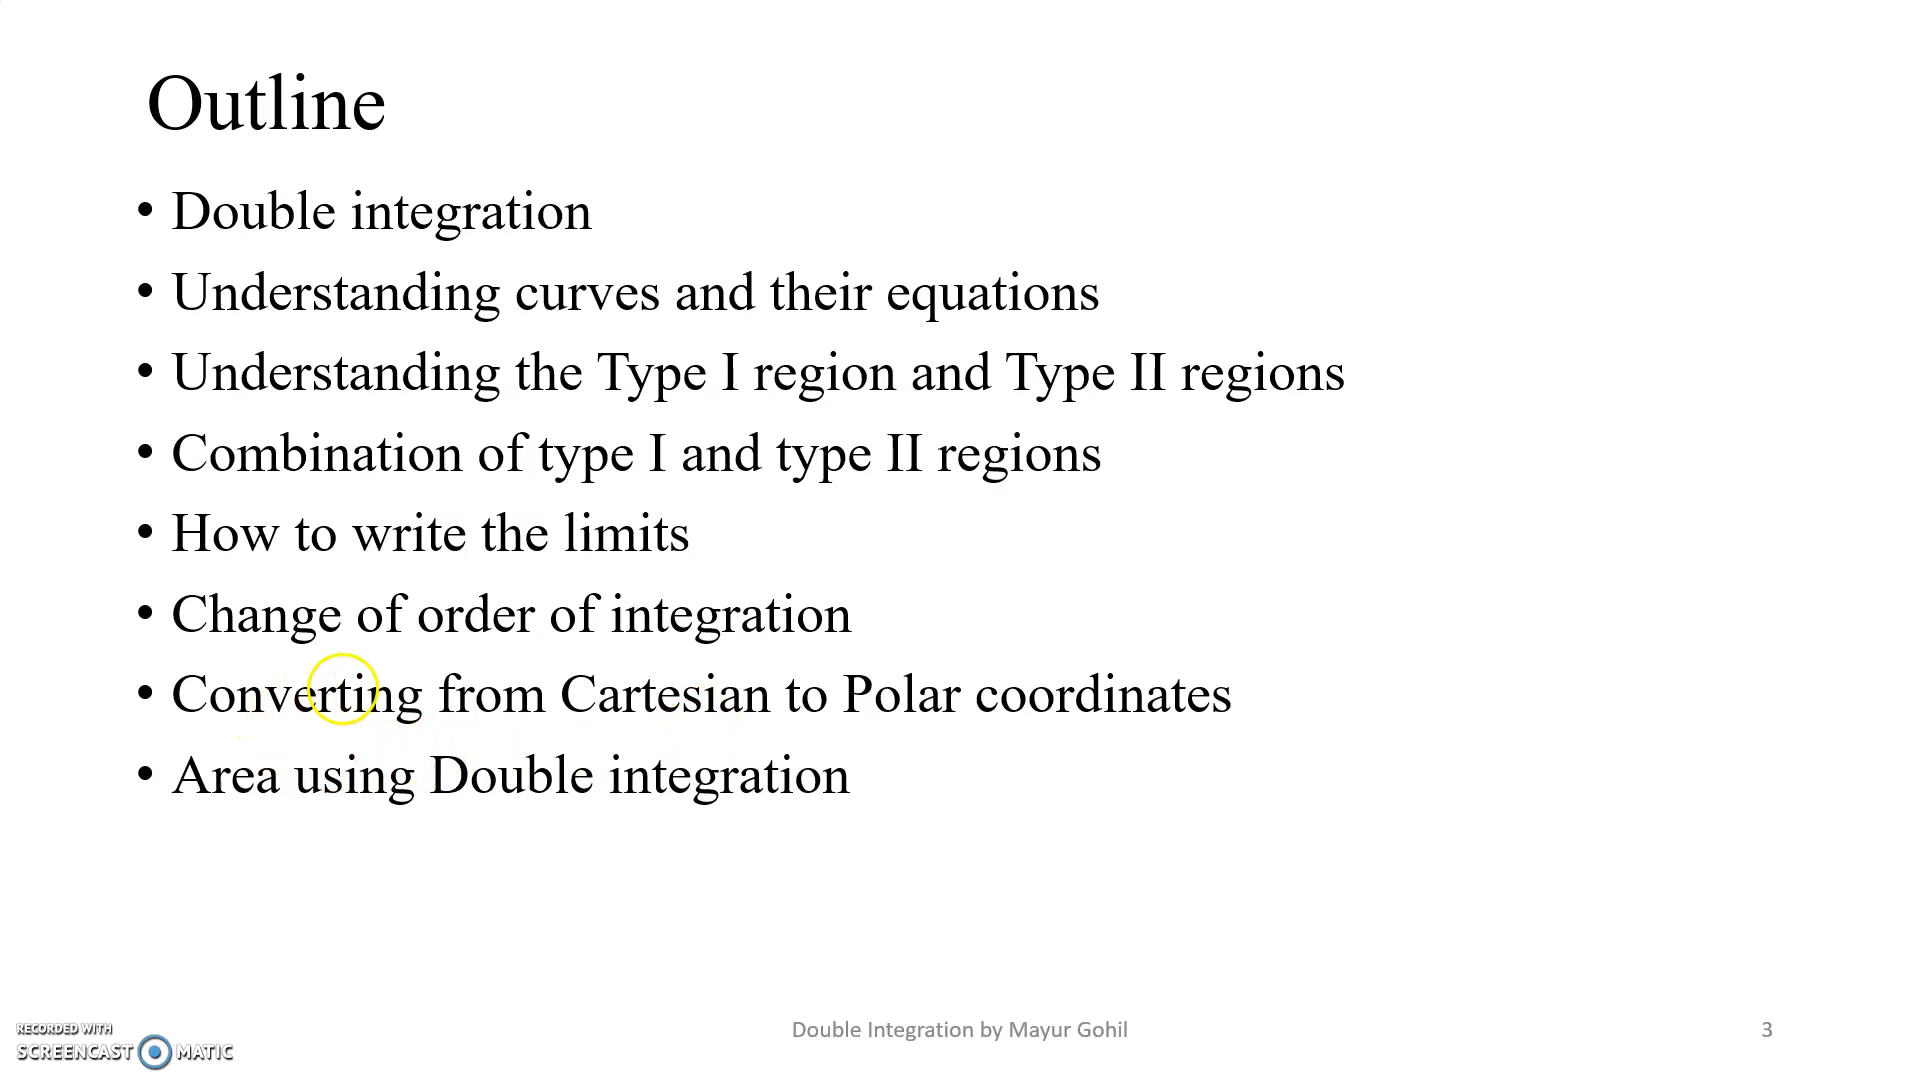 Outline
• Double integration
• Understanding curves and their equations
• Understanding the Type I region and Type II regions
• Combination of type I and type II regions
• How to write the limits
• Change of order of integration
• Converting from Cartesian to Polar coordinates
• Area using Double integration
RECORDED WITH
SCREENCAST MATIC
Double Integration by Mayur Gohil
3